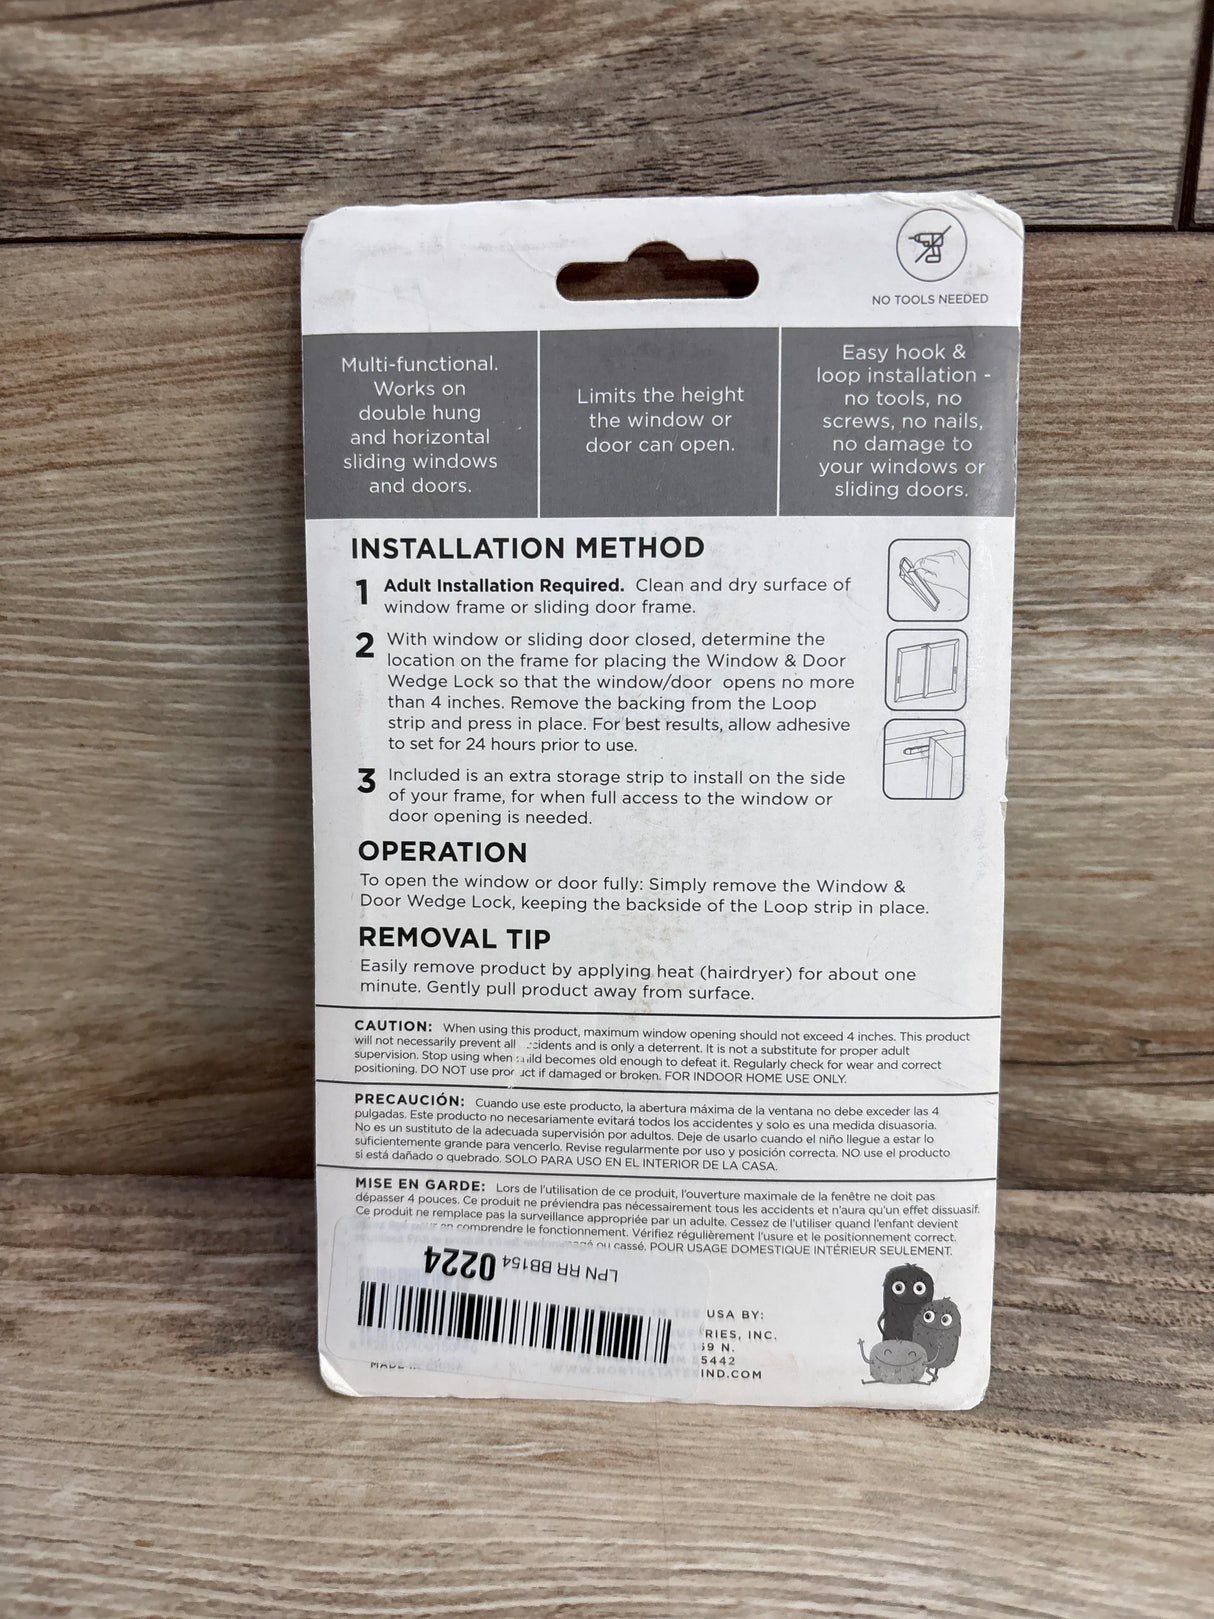 NO TOOLS NEEDED
Multi-functional.
Works on
double hung
and horizontal
sliding windows
and doors.
Limits the height
the window or
door can open.
Easy hook &
loop installation -
no tools, no
screws, no nails,
no damage to
your windows or
sliding doors.
INSTALLATION METHOD
1 Adult Installation Required. Clean and dry surface of
window frame or sliding door frame.
2 With window or sliding door closed, determine the
location on the frame for placing the Window & Door
Wedge Lock so that the window/door opens no more
than 4 inches. Remove the backing from the Loop
strip and press in place. For best results, allow adhesive
to set for 24 hours prior to use.
3 Included is an extra storage strip to install on the side
of your frame, for when full access to the window or
door opening is needed.
OPERATION
To open the window or door fully: Simply remove the Window &
Door Wedge Lock, keeping the backside of the Loop strip in place.
REMOVAL TIP
Easily remove product by applying heat (hairdryer) for about one
minute. Gently pull product away from surface.
CAUTION: When using this product, maximum window opening should not exceed 4 inches. This product
will not necessarily prevent all accidents and is only a deterrent. It is not a substitute for proper adult
supervision. Stop using when child becomes old enough to defeat it. Regularly check for wear and correct
positioning. DO NOT use product if damaged or broken. FOR INDOOR HOME USE ONLY.
PRECAUCIÓN: Cuando use este producto, la abertura máxima de la ventana no debe exceder las 4
pulgadas. Este producto no necesariamente evitará todos los accidentes y solo es una medida disuasoria.
No es un sustituto de la adecuada supervisión por adultos. Deje de usarlo cuando el niño llegue a estar lo
suficientemente grande para vencerlo. Revise regularmente por uso y posición correcta. NO use el producto
si está dañado o quebrado. SOLO PARA USO EN EL INTERIOR DE LA CASA.
MISE EN GARDE: Lors de l'utilisation de ce produit, l'ouverture maximale de la fenêtre ne doit pas
dépasser 4 pouces. Ce produit ne préviendra pas nécessairement tous les accidents et n'aura qu'un effet dissuasif.
Ce produit ne remplace pas la surveillance appropriée par un adulte. Cessez de l'utiliser quand l'enfant devient
en comprendre le fonctionnement. Vérifiez régulièrement l'usure et le positionnement correct.
ou cassé. POUR USAGE DOMESTIQUE INTÉRIEUR SEULEMENT.
LPN RR BB154 0224
IN THE USA BY:
RIES, INC.
N.
5442
WWW.NORTHSTATESIND.COM
MADE